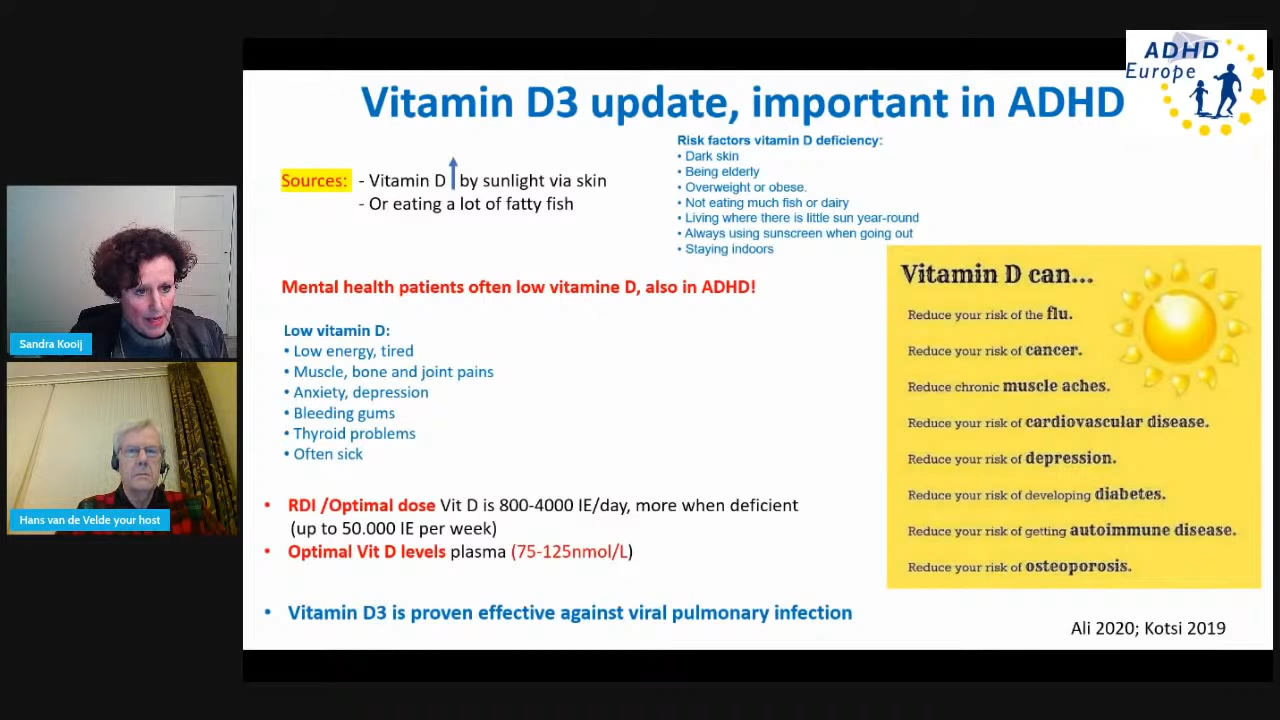 ADHD
Europe
Vitamin D3 update, important in ADHD
Sources: - Vitamin D by sunlight via skin
- Or eating a lot of fatty fish
Risk factors vitamin D deficiency:
• Dark skin
• Being elderly
• Overweight or obese.
• Not eating much fish or dairy
• Living where there is little sun year-round
• Always using sunscreen when going out
• Staying indoors
Mental health patients often low vitamine D, also in ADHD!
Low vitamin D:
• Low energy, tired
• Muscle, bone and joint pains
• Anxiety, depression
• Bleeding gums
• Thyroid problems
• Often sick
Vitamin D can...
Reduce your risk of the flu.
Reduce your risk of cancer.
Reduce chronic muscle aches.
Reduce your risk of cardiovascular disease.
Reduce your risk of depression.
Reduce your risk of developing diabetes.
Reduce your risk of getting autoimmune disease.
Reduce your risk of osteoporosis.
• RDI /Optimal dose Vit D is 800-4000 IE/day, more when deficient
(up to 50.000 IE per week)
• Optimal Vit D levels plasma (75-125nmol/L)
• Vitamin D3 is proven effective against viral pulmonary infection
Ali 2020; Kotsi 2019
Sandra Kooij
Hans van de Velde your host